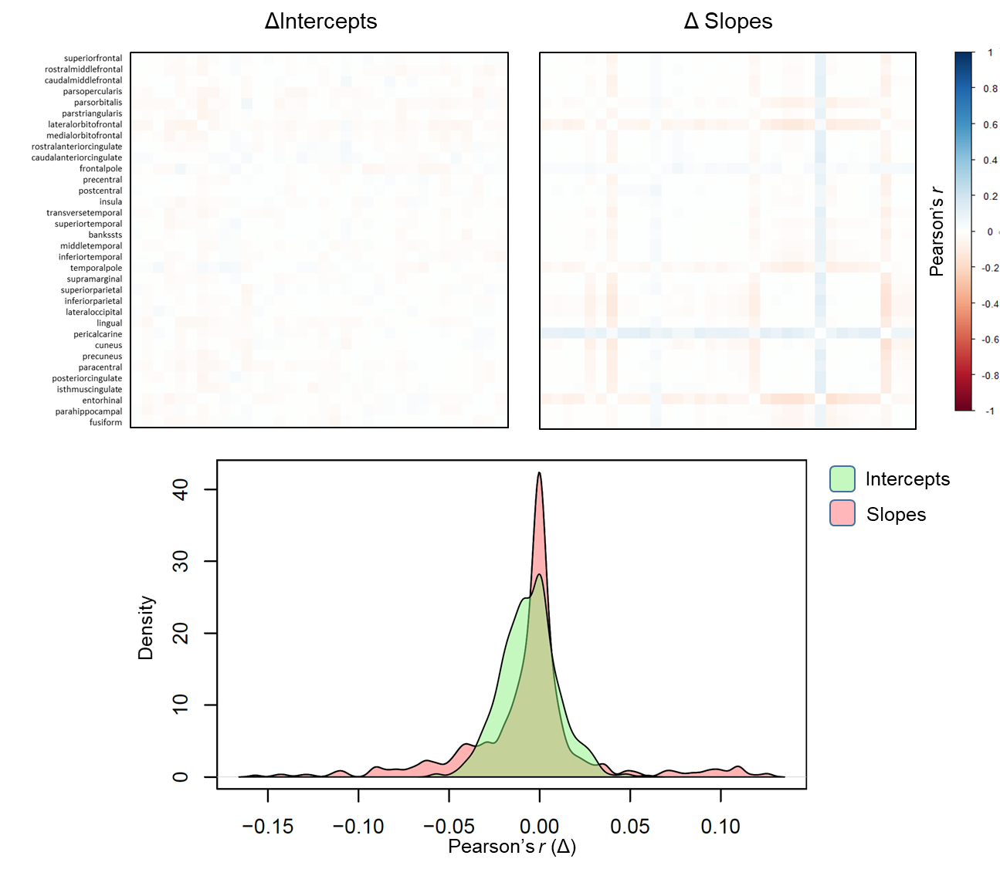 ΔIntercepts
Δ Slopes
superiorfrontal
rostralmiddlefrontal
caudalmiddlefrontal
parsopercularis
parsorbitalis
parstriangularis
lateralorbitofrontal
medialorbitofrontal
rostralanteriorcingulate
caudalanteriorcingulate
frontalpole
precentral
postcentral
insula
transversetemporal
superiortemporal
bankssts
middletemporal
inferiortemporal
temporalpole
supramarginal
superiorparietal
inferiorparietal
lateraloccipital
lingual
pericalcarine
cuneus
precuneus
paracentral
posteriorcingulate
isthmuscingulate
entorhinal
parahippocampal
fusiform
1
0.8
0.6
0.4
0.2
0
-0.2
-0.4
-0.6
-0.8
-1
Pearson's r
Intercepts
Slopes
Density
40
30
20
10
0
−0.15 −0.10 −0.05 0.00 0.05 0.10
Pearson's r (Δ)